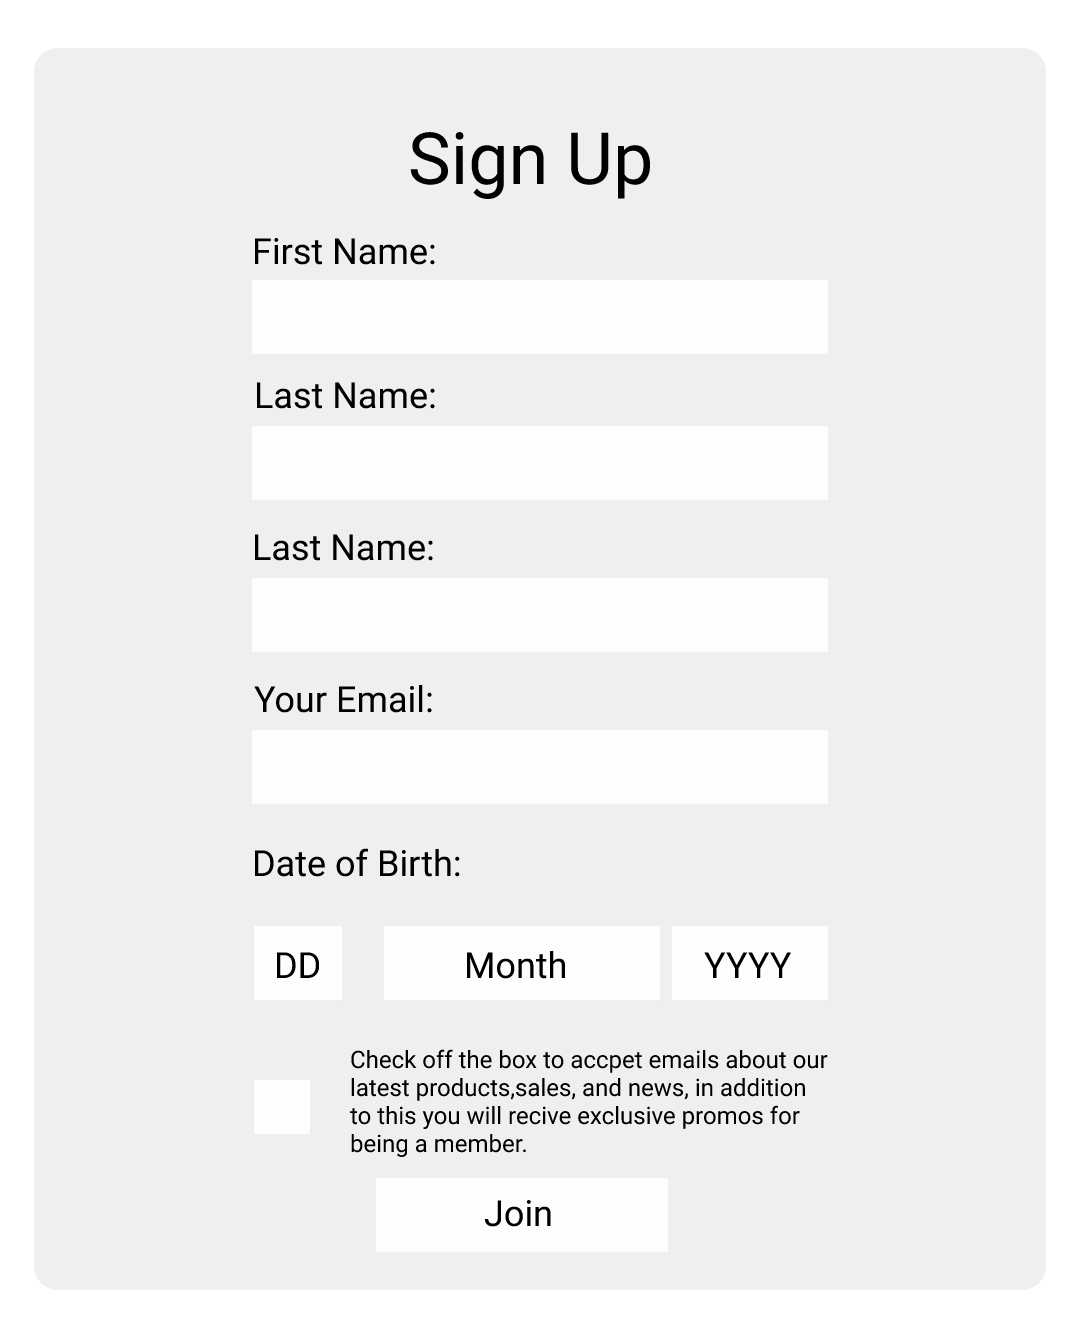 Sign Up
First Name:
Last Name:
Last Name:
Your Email:
Date of Birth:
DD Month YYYY
Check off the box to accpet emails about our
latest products,sales, and news, in addition
to this you will recive exclusive promos for
being a member.
Join